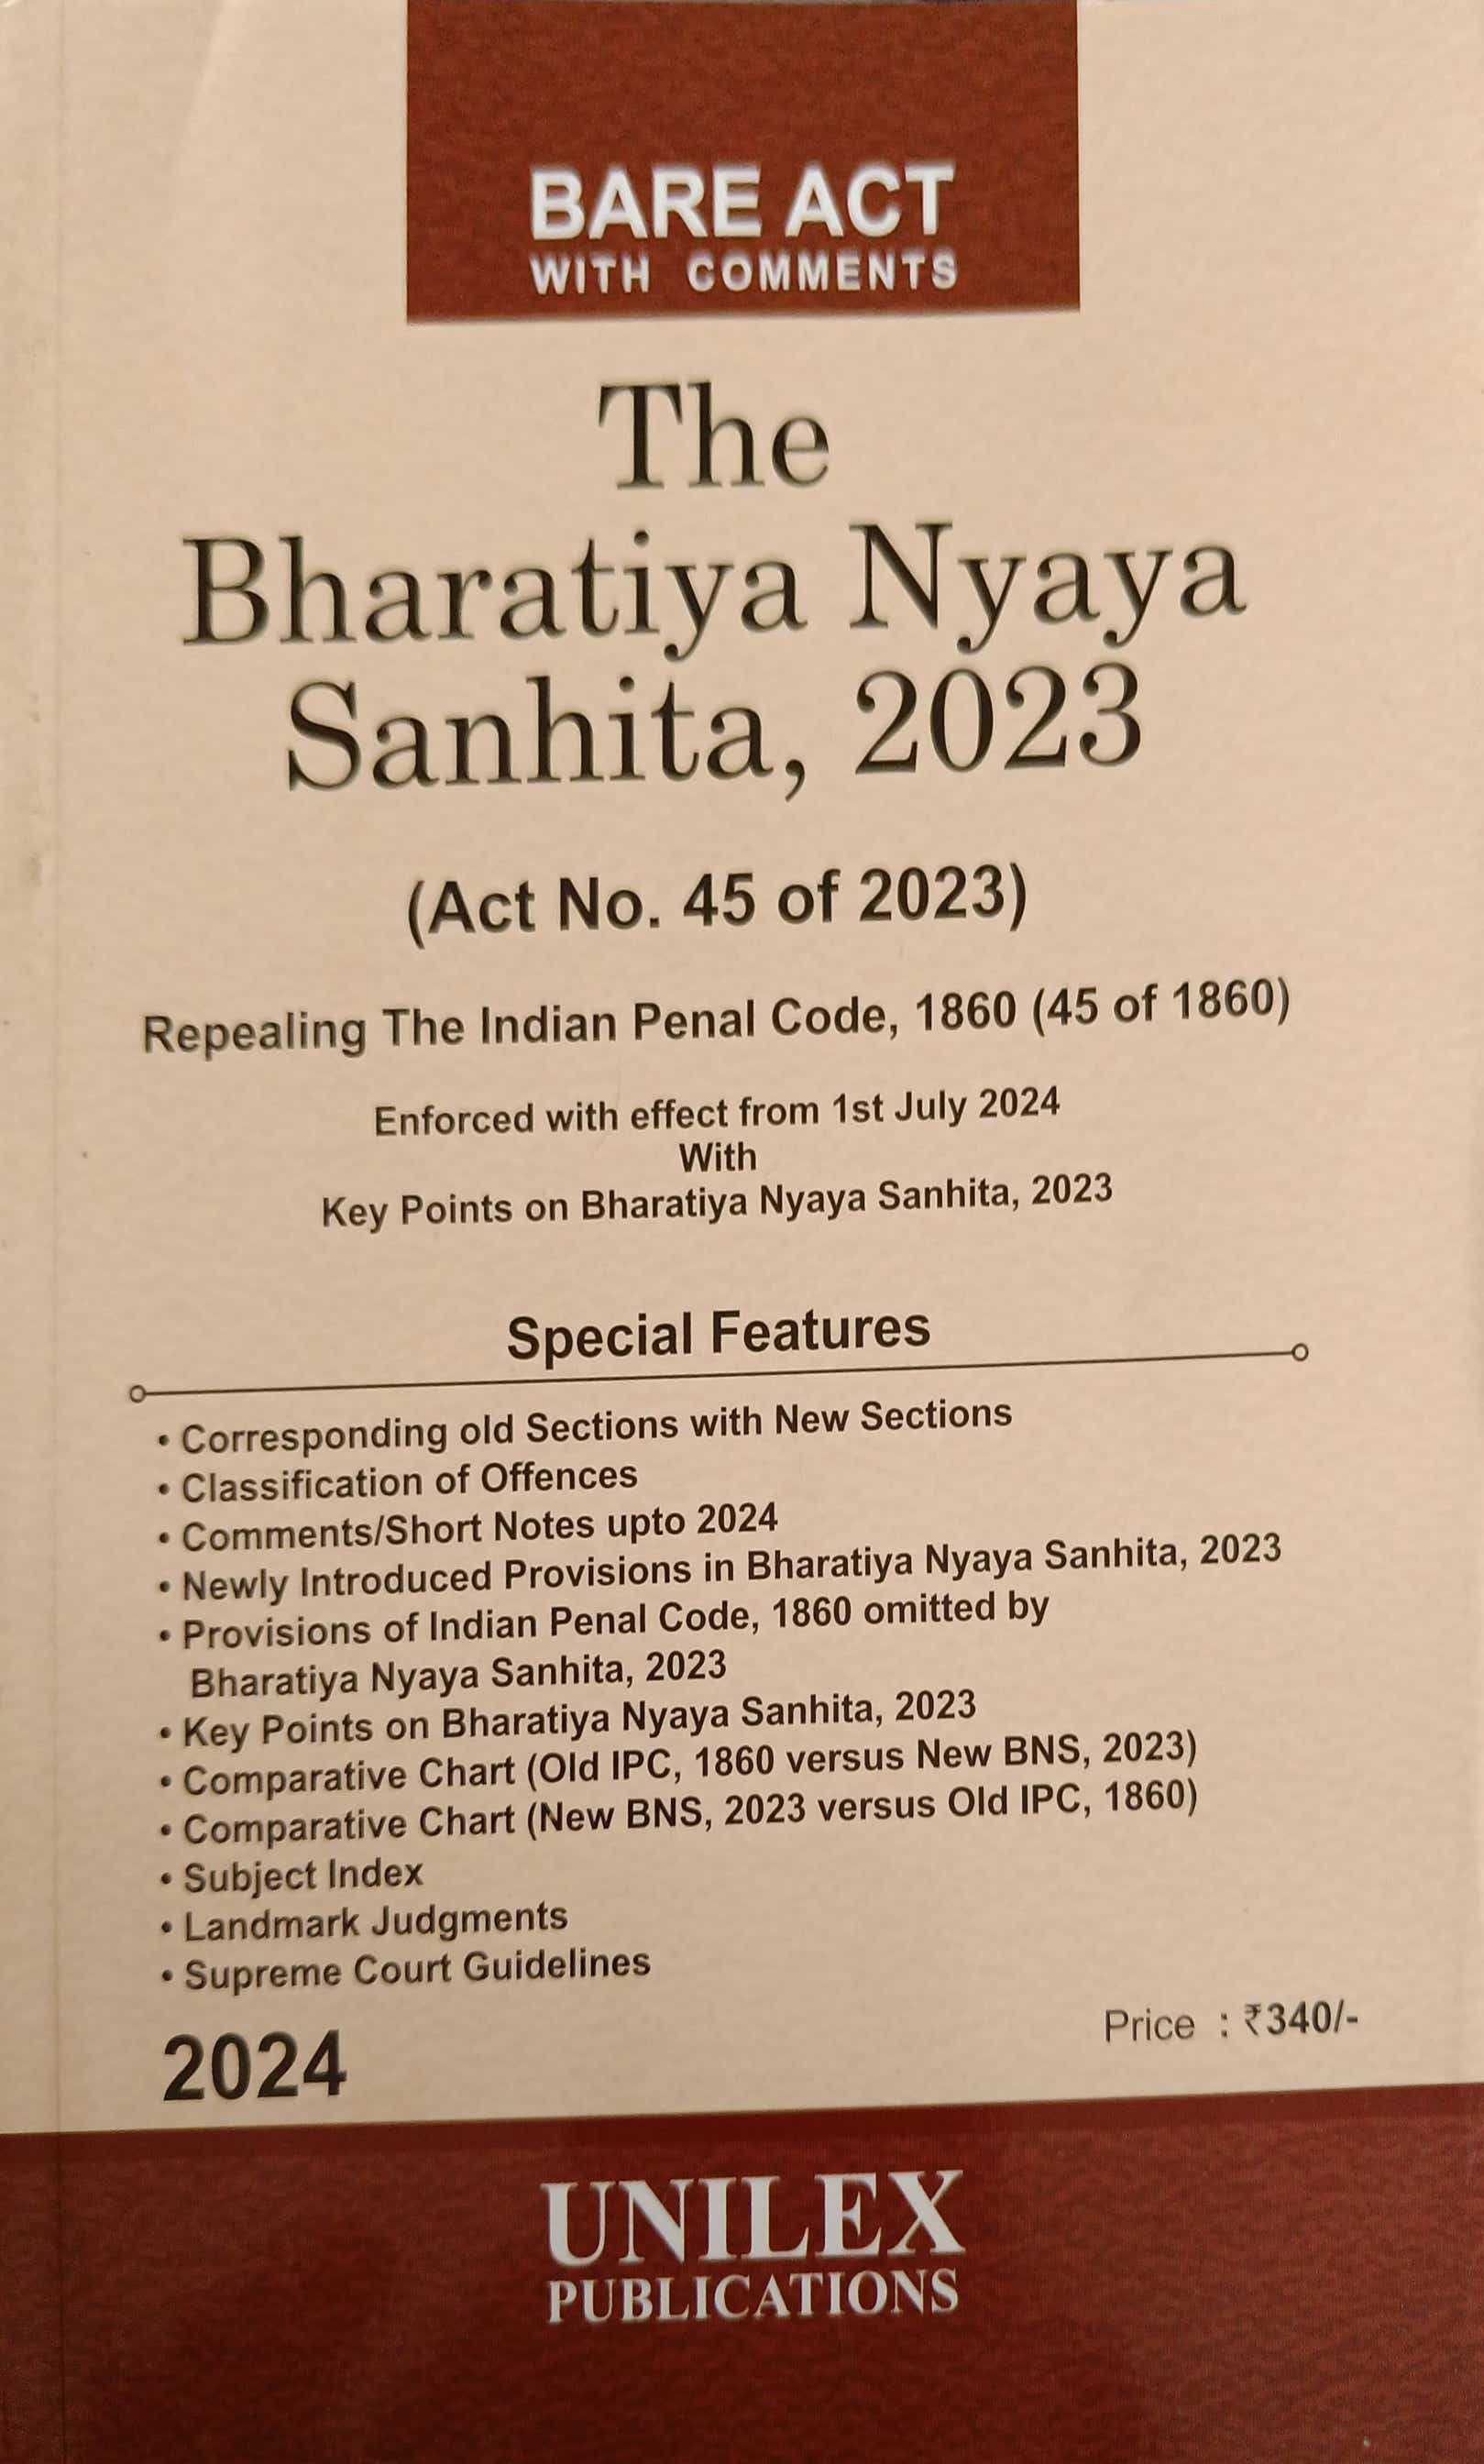 BARE ACT
WITH COMMENTS
The
Bharatiya Nyaya
Sanhita, 2023
(Act No. 45 of 2023)
Repealing The Indian Penal Code, 1860 (45 of 1860)
Enforced with effect from 1st July 2024
With
Key Points on Bharatiya Nyaya Sanhita, 2023
Special Features
• Corresponding old Sections with New Sections
• Classification of Offences
• Comments/Short Notes upto 2024
• Newly Introduced Provisions in Bharatiya Nyaya Sanhita, 2023
• Provisions of Indian Penal Code, 1860 omitted by
Bharatiya Nyaya Sanhita, 2023
• Key Points on Bharatiya Nyaya Sanhita, 2023
• Comparative Chart (Old IPC, 1860 versus New BNS, 2023)
• Comparative Chart (New BNS, 2023 versus Old IPC, 1860)
• Subject Index
• Landmark Judgments
• Supreme Court Guidelines
Price : ₹340/-
2024
UNILEX
PUBLICATIONS